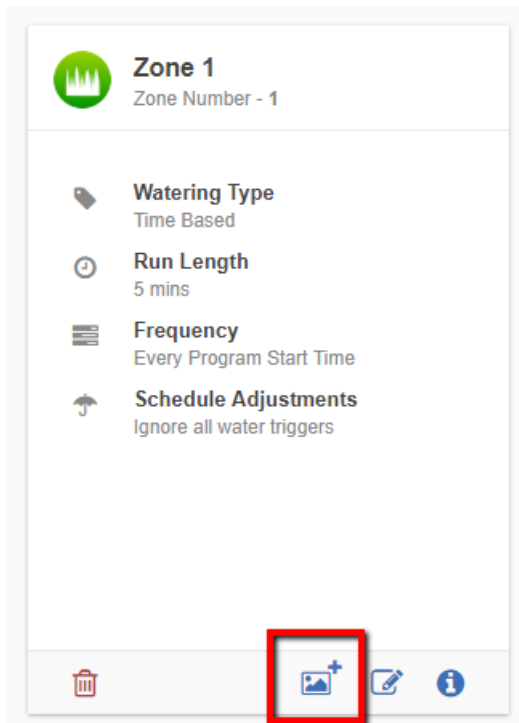 Zone 1
Zone Number - 1
Watering Type
Time Based
Run Length
5 mins
Frequency
Every Program Start Time
Schedule Adjustments
Ignore all water triggers